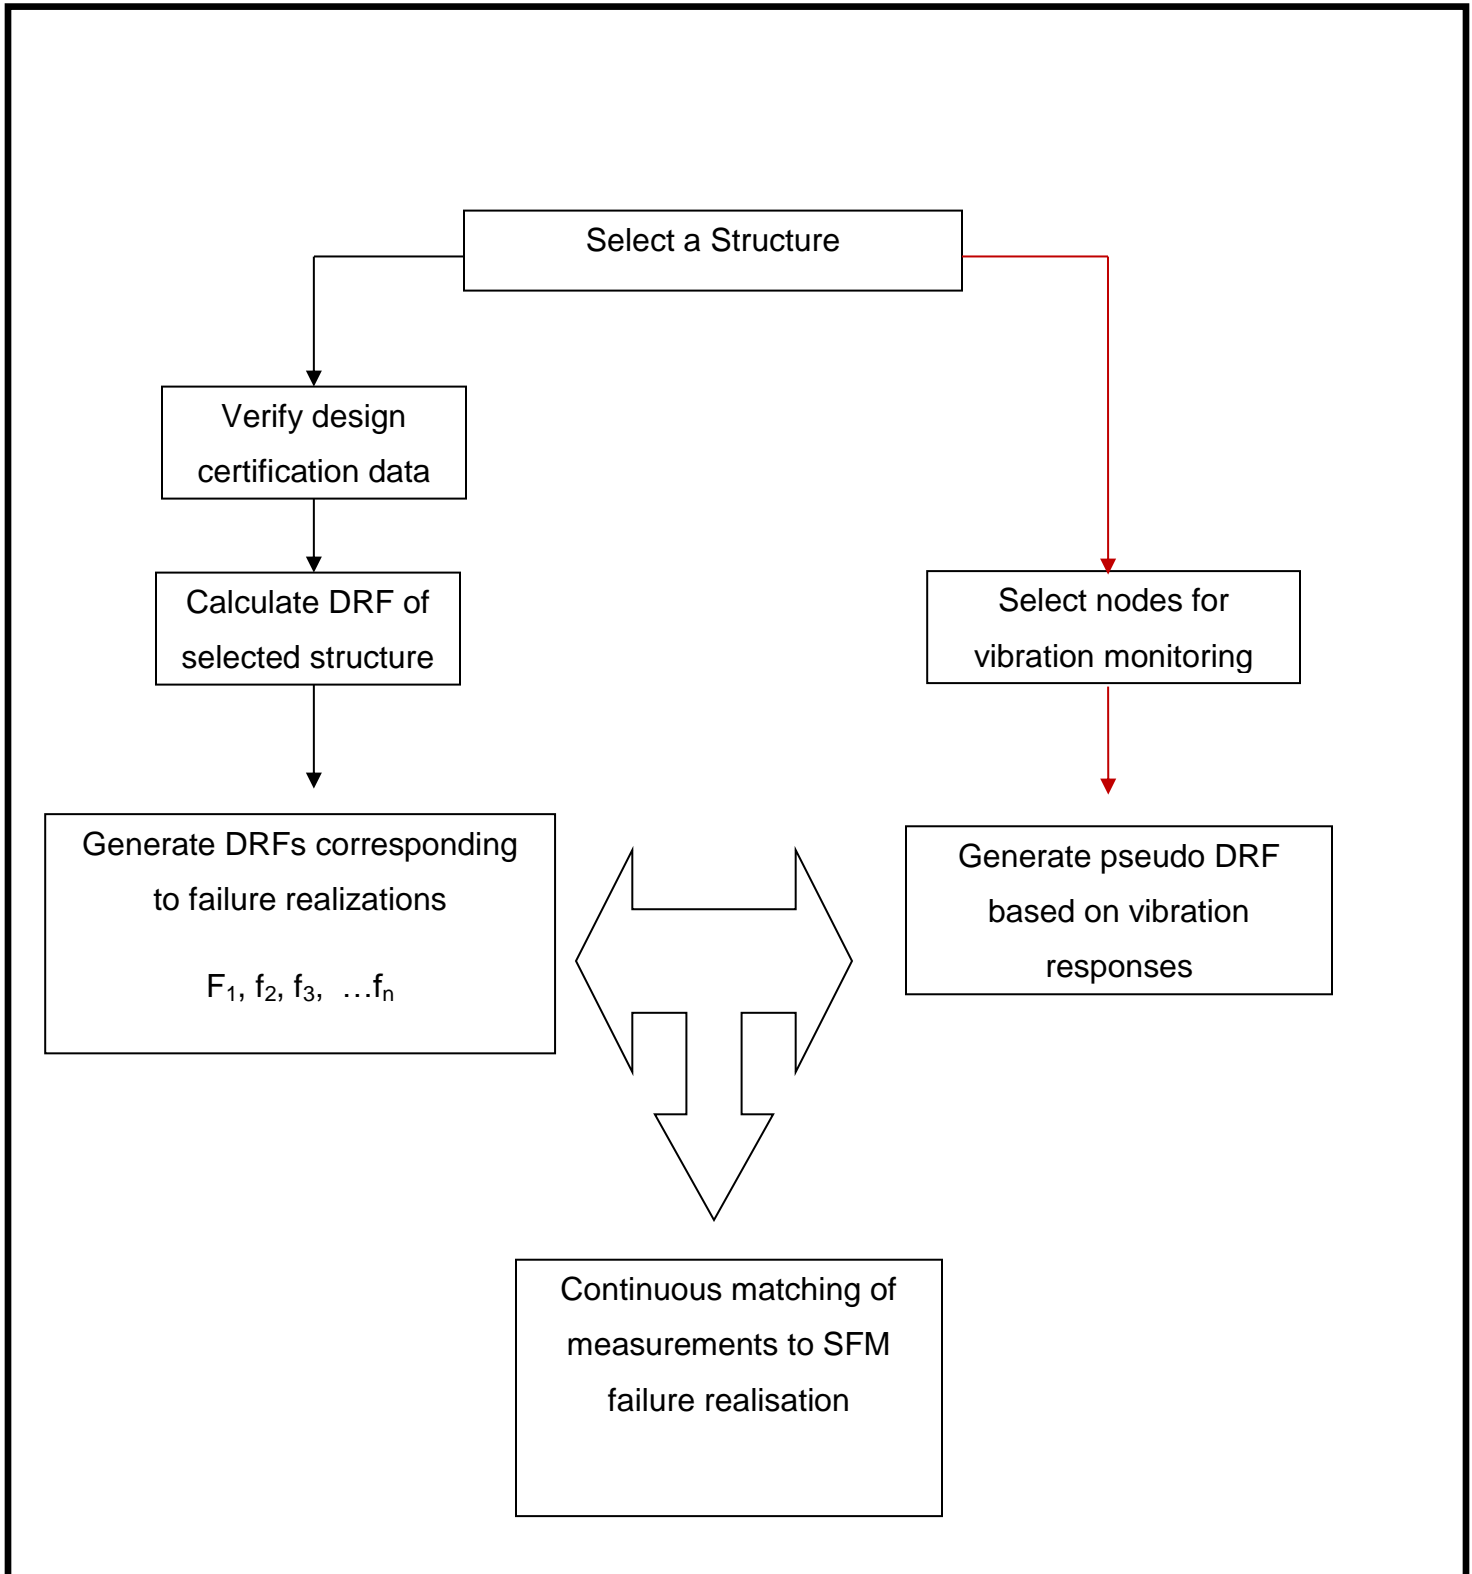 Select a Structure
Verify design
certification data
Calculate DRF of
selected structure
Select nodes for
vibration monitoring
Generate DRFs corresponding
to failure realizations
F₁, f₂, f₃, …fₙ
Generate pseudo DRF
based on vibration
responses
Continuous matching of
measurements to SFM
failure realisation